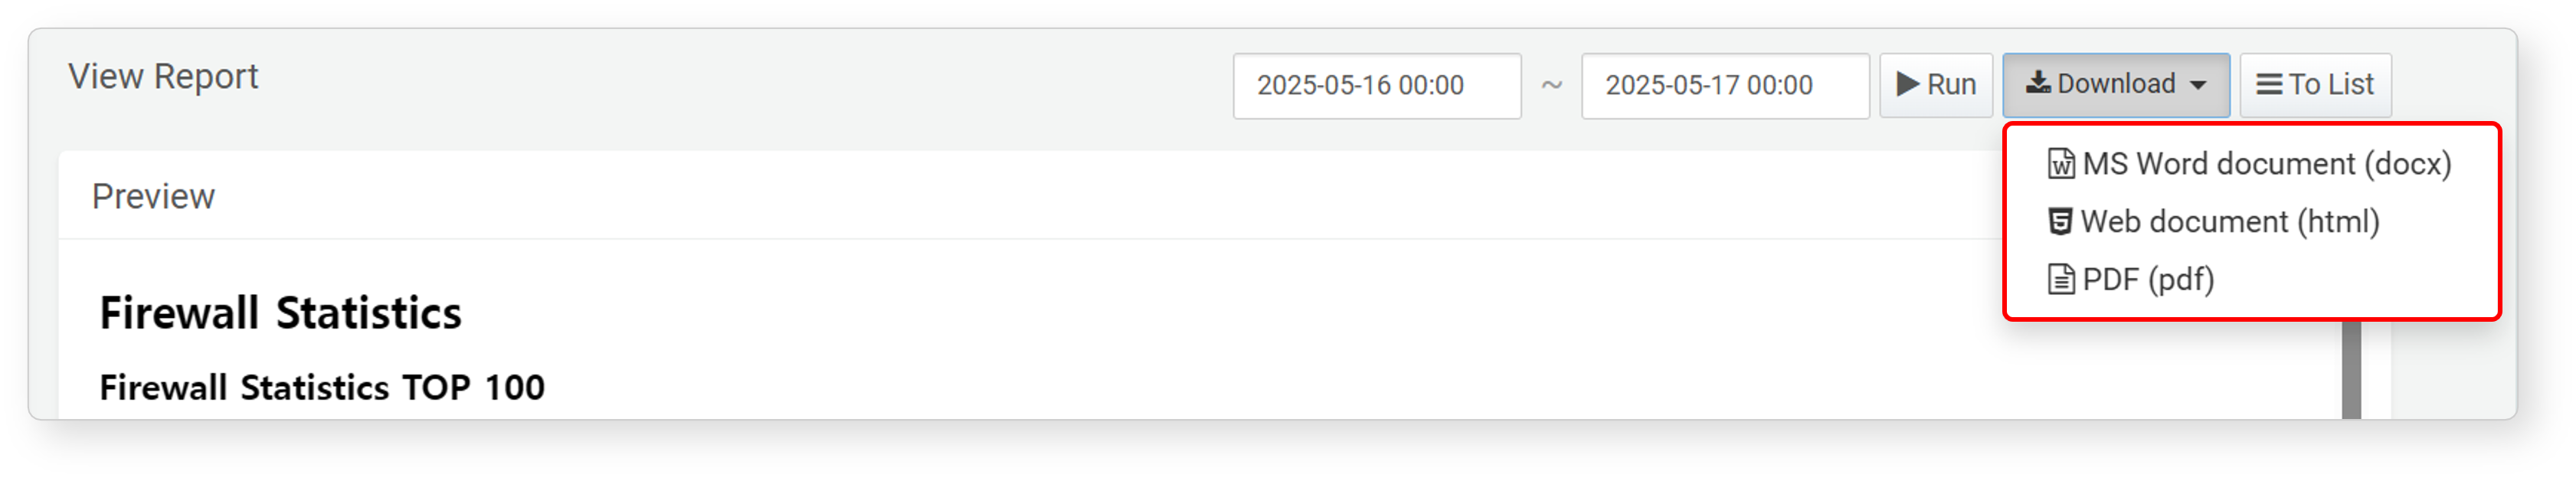 View Report
2025-05-16 00:00 ~ 2025-05-17 00:00 Run Download To List
MS Word document (docx)
Web document (html)
PDF (pdf)
Preview
Firewall Statistics
Firewall Statistics TOP 100